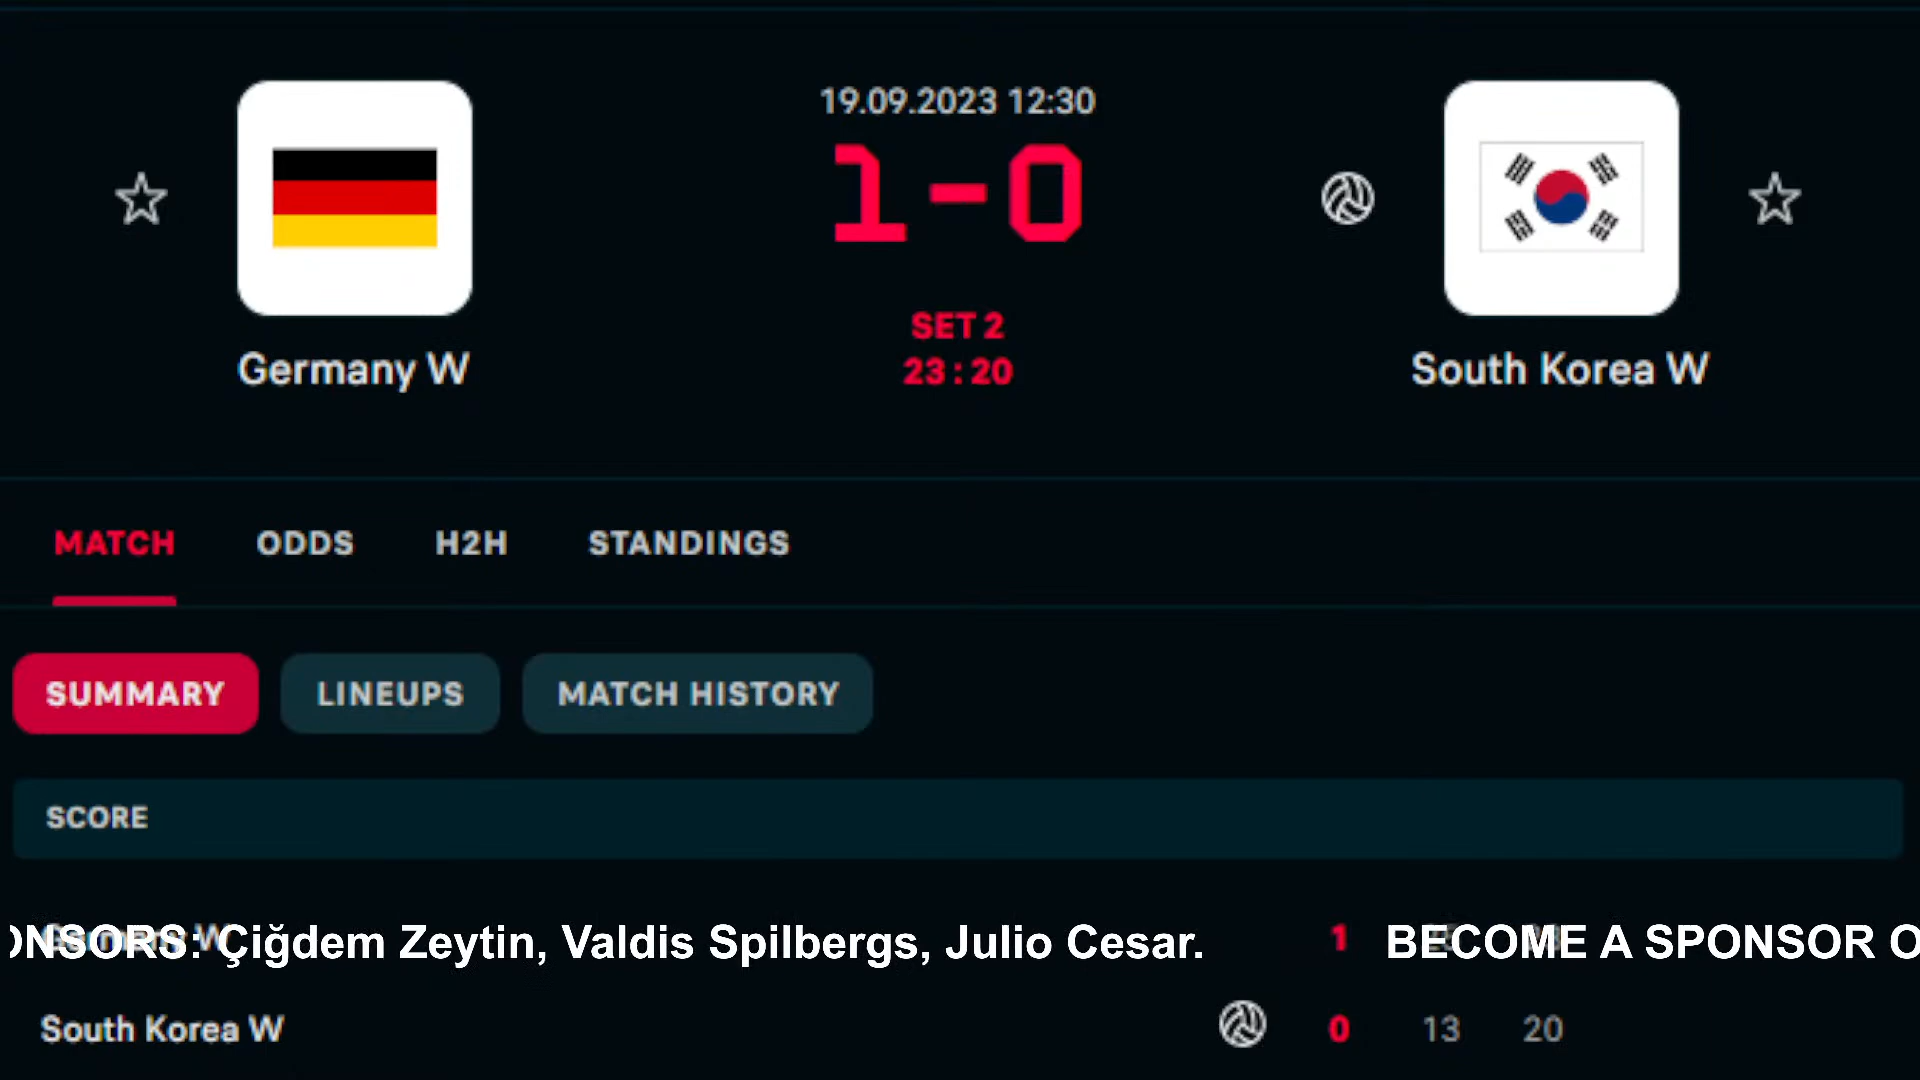 19.09.2023 12:30
1-0
SET 2
23 : 20
Germany W
South Korea W
MATCH ODDS H2H STANDINGS
SUMMARY LINEUPS MATCH HISTORY
SCORE
ONSORS: Çiğdem Zeytin, Valdis Spilbergs, Julio Cesar. BECOME A SPONSOR O
1
South Korea W 0 13 20